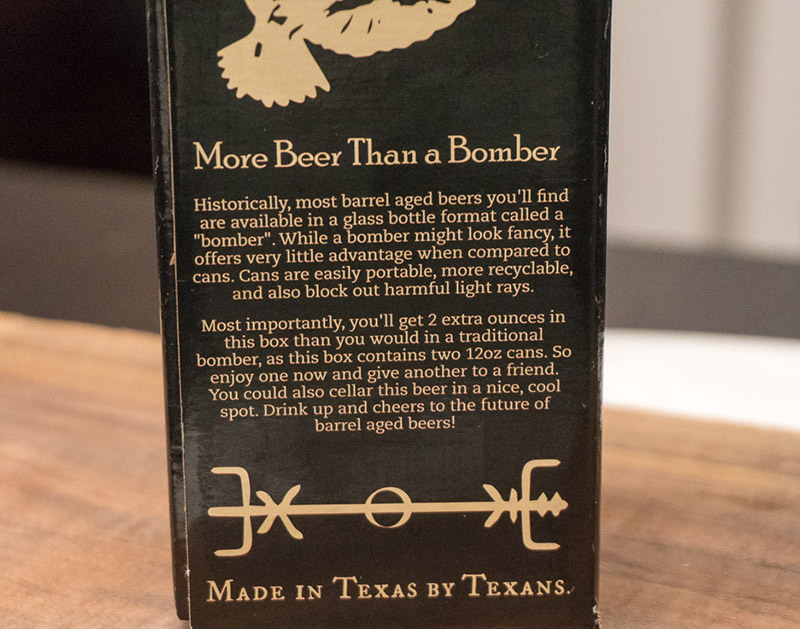 More Beer Than a Bomber
Historically, most barrel aged beers you'll find
are available in a glass bottle format called a
"bomber". While a bomber might look fancy, it
offers very little advantage when compared to
cans. Cans are easily portable, more recyclable,
and also block out harmful light rays.
Most importantly, you'll get 2 extra ounces in
this box than you would in a traditional
bomber, as this box contains two 12oz cans. So
enjoy one now and give another to a friend.
You could also cellar this beer in a nice, cool
spot. Drink up and cheers to the future of
barrel aged beers!
Made in Texas by Texans.